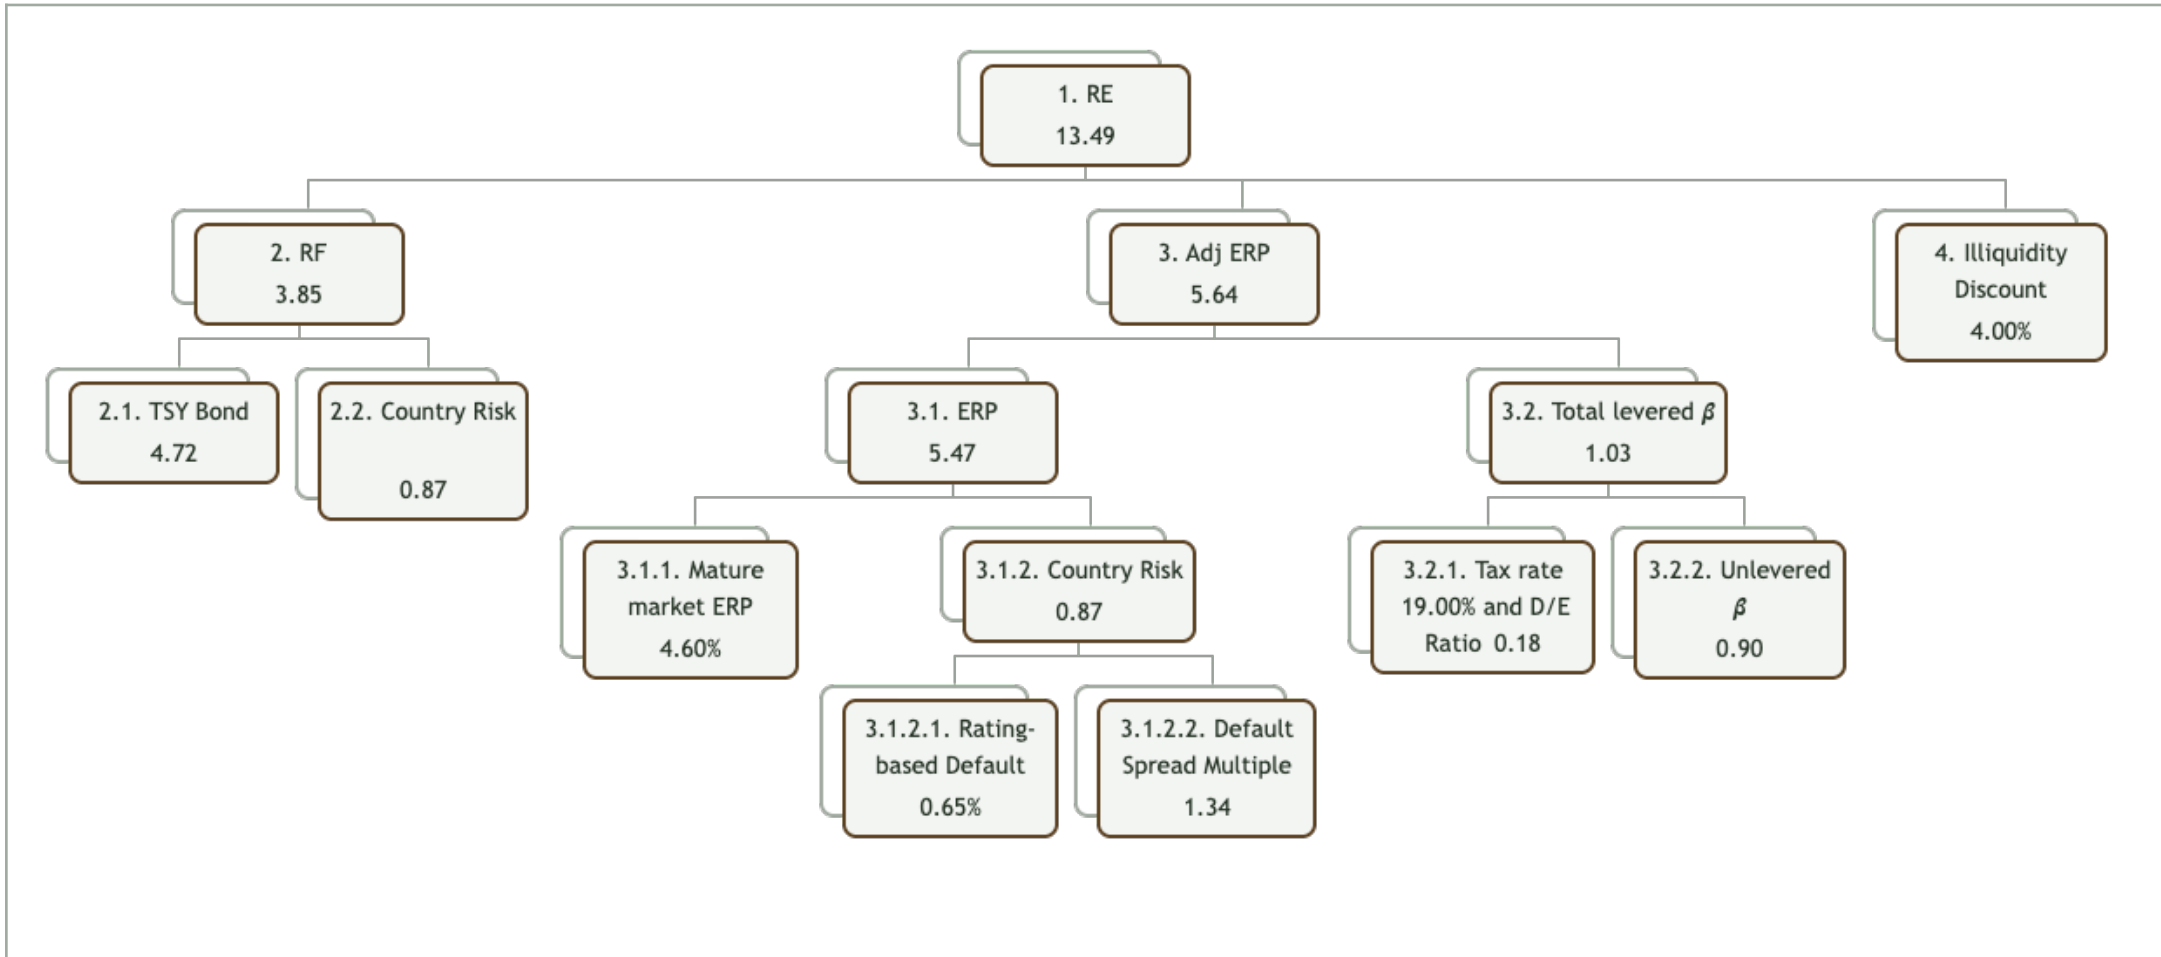 1. RE
13.49
2. RF
3.85
3. Adj ERP
5.64
4. Illiquidity
Discount
4.00%
2.1. TSY Bond
4.72
2.2. Country Risk
0.87
3.1. ERP
5.47
3.2. Total levered β
1.03
3.1.1. Mature
market ERP
4.60%
3.1.2. Country Risk
0.87
3.2.1. Tax rate
19.00% and D/E
Ratio 0.18
3.2.2. Unlevered
β
0.90
3.1.2.1. Rating-
based Default
0.65%
3.1.2.2. Default
Spread Multiple
1.34